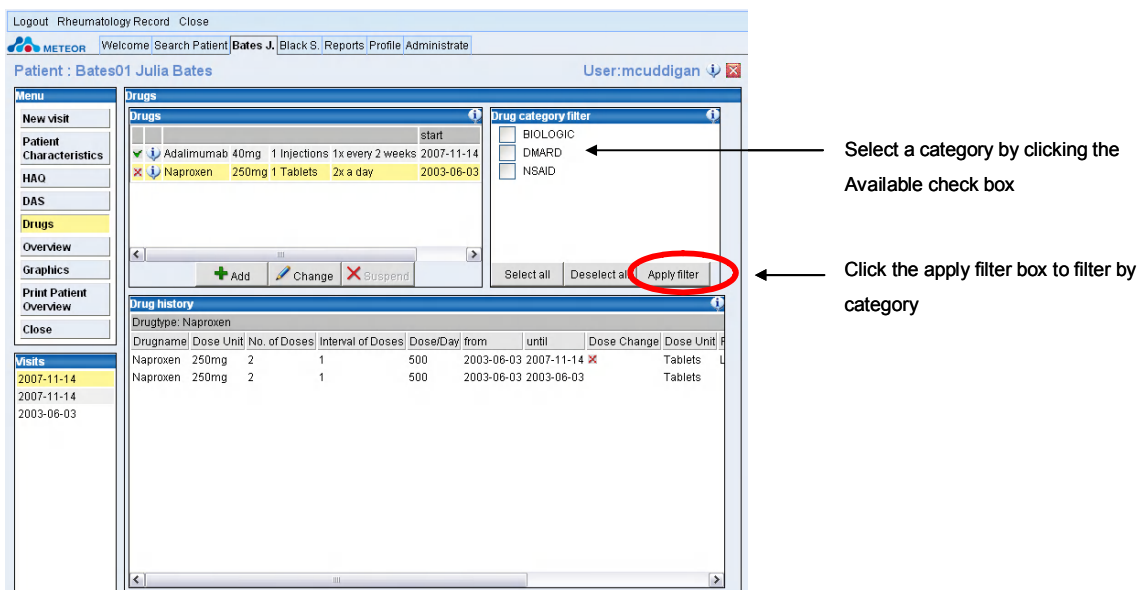 Logout Rheumatology Record Close
METEOR Welcome Search Patient Bates J. Black S. Reports Profile Administrate
Patient : Bates01 Julia Bates User:mcuddigan
Menu
New visit
Patient
Characteristics
HAQ
DAS
Drugs
Overview
Graphics
Print Patient
Overview
Close
Visits
2007-11-14
2007-11-14
2003-06-03
Drugs
Drugs
start
Adalimumab 40mg 1 Injections 1x every 2 weeks 2007-11-14
Naproxen 250mg 1 Tablets 2x a day 2003-06-03
Add Change Suspend
Drug category filter
BIOLOGIC
DMARD
NSAID
Select all Deselect all Apply filter
Drug history
Drugtype: Naproxen
Drugname Dose Unit No. of Doses Interval of Doses Dose/Day from until Dose Change Dose Unit
Naproxen 250mg 2 1 500 2003-06-03 2007-11-14 Tablets
Naproxen 250mg 2 1 500 2003-06-03 2003-06-03 Tablets
Select a category by clicking the
Available check box
Click the apply filter box to filter by
category